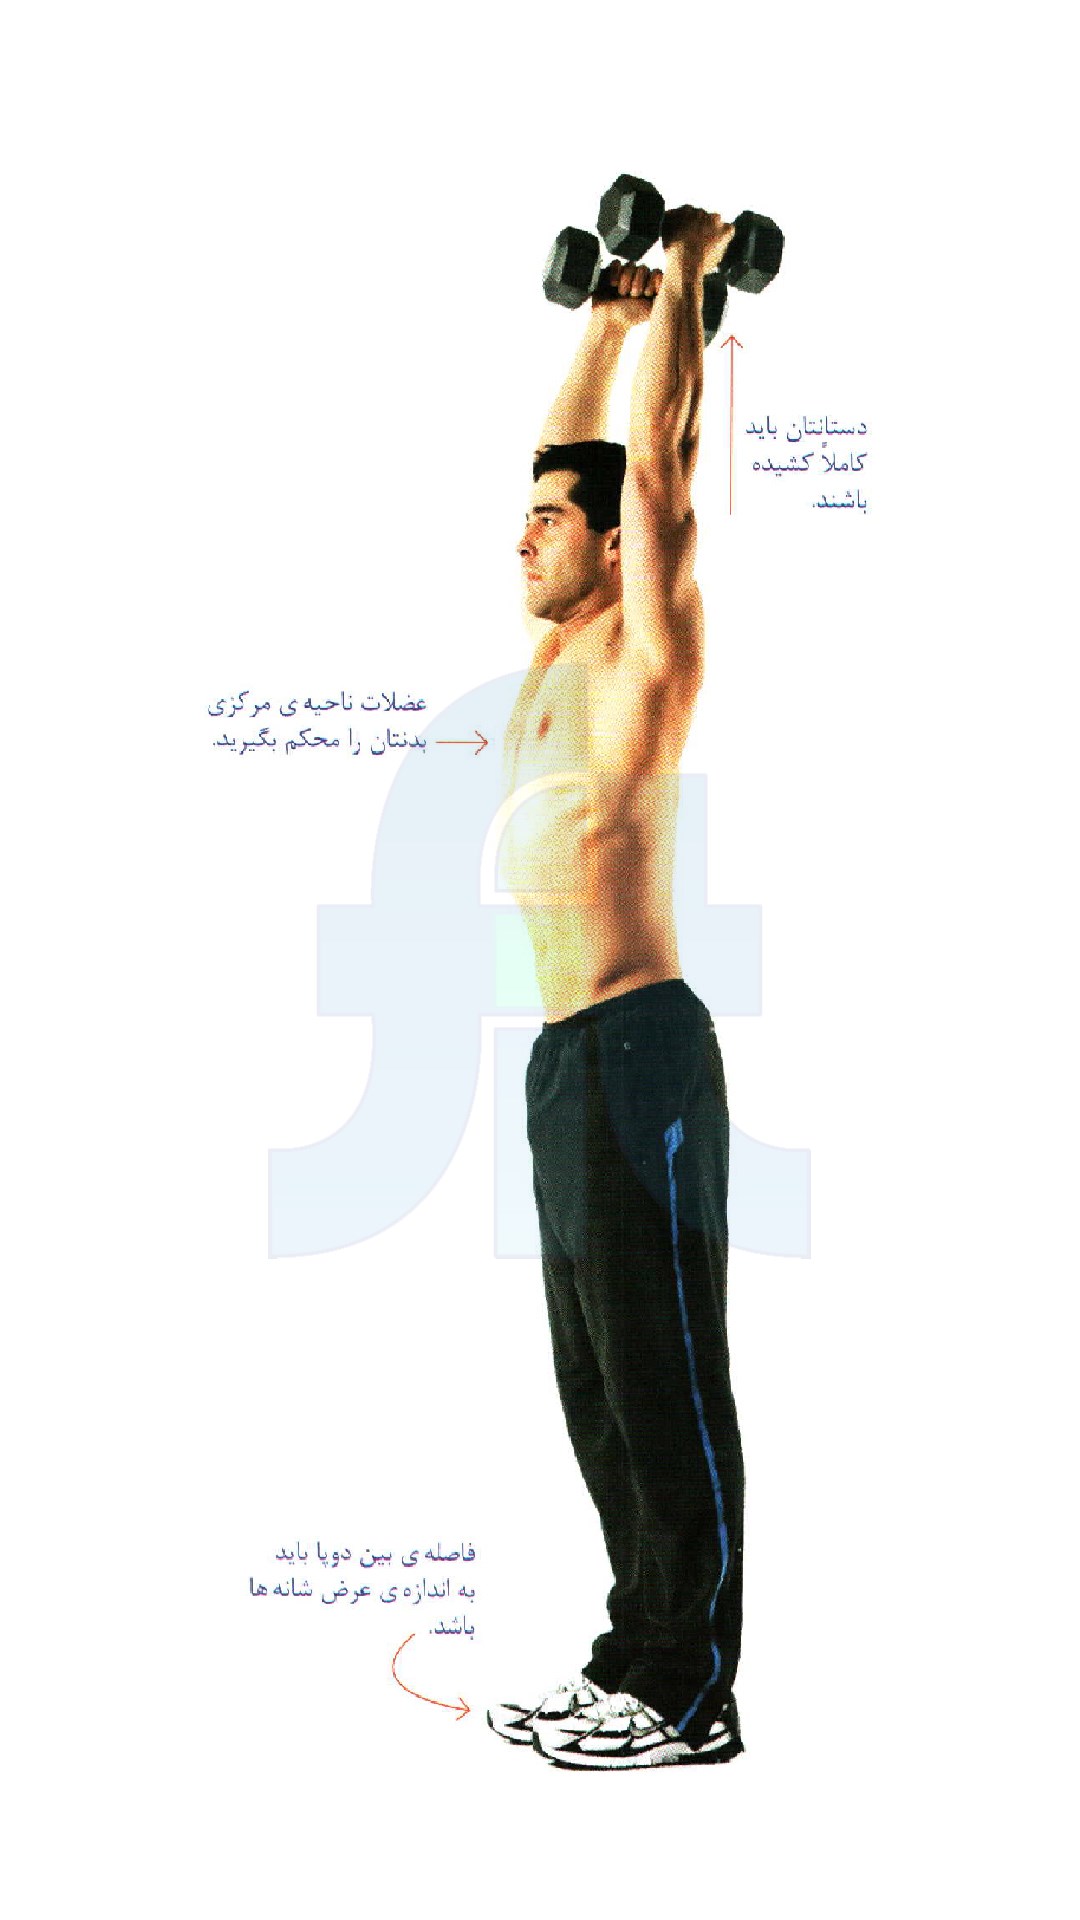 دستانتان باید
کاملاً کشیده
باشند.
عضلات ناحیه ی مرکزی
بدنتان را محکم بگیرید.
فاصله ی بین دوپا باید
به اندازه ی عرض شانه ها
باشد.
fit